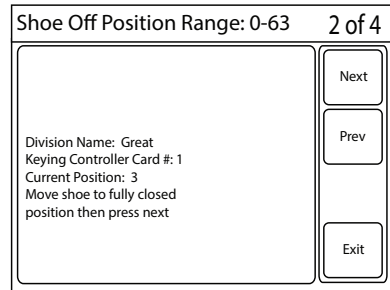 Shoe Off Position Range: 0-63 2 of 4
Next
Division Name: Great
Keying Controller Card #: 1
Current Position: 3
Move shoe to fully closed
position then press next
Prev
Exit